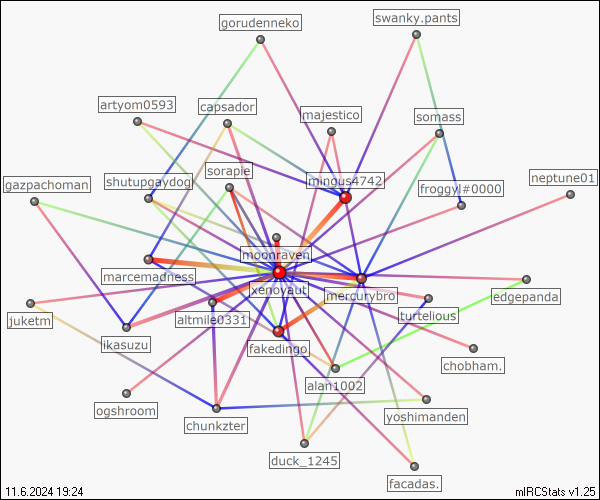 gorudenneko
swanky.pants
artyom0593
capsador
majestico
somass
gazpachoman
shutupgaydog
sorapie
mingus4742
froggy|#0000
neptune01
moonraven
marcemadness
xenoyaut
mercurybro
edgepanda
juketm
altmile0331
turtelious
ikasuzu
fakedingo
chobham.
alan1002
ogshroom
chunkzter
yoshimanden
duck_1245
facadas.
11.6.2024 19:24
mIRCStats v1.25